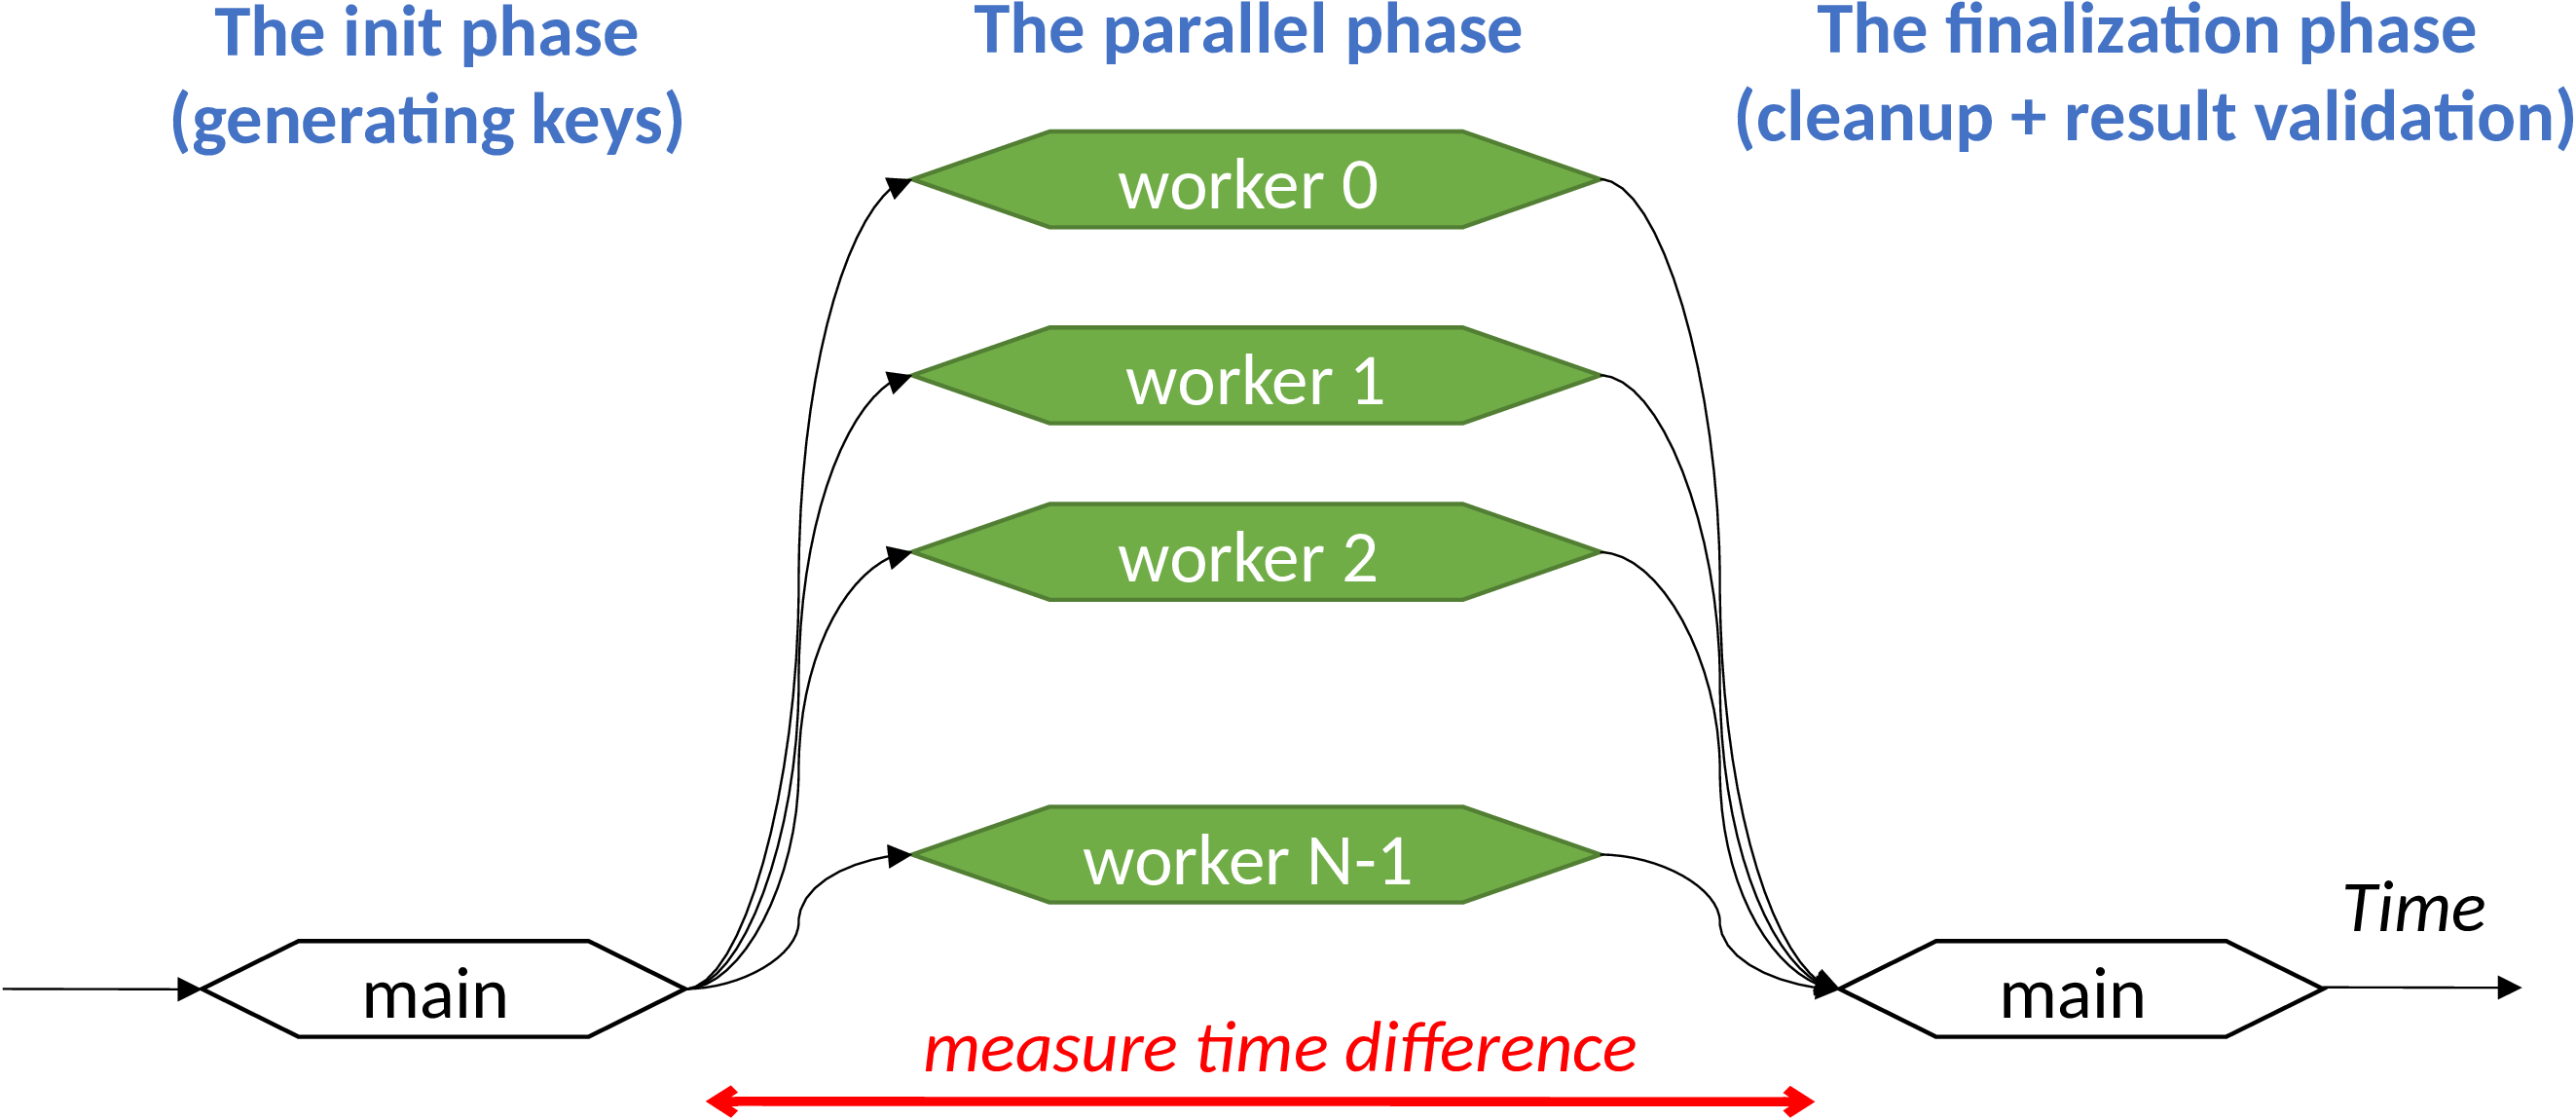 The init phase
(generating keys)
The parallel phase
The finalization phase
(cleanup + result validation)
worker 0
worker 1
worker 2
worker N-1
main
main
Time
measure time difference